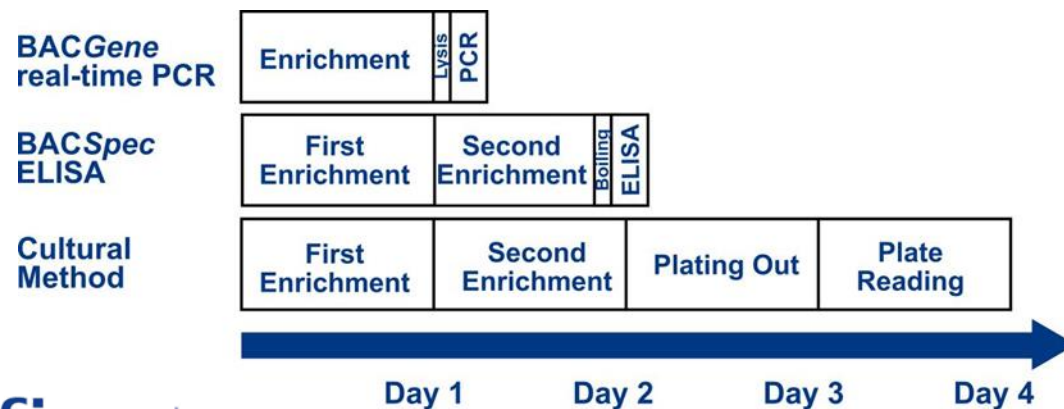 BACGene
real-time PCR
Enrichment
Lysis
PCR
BACSpec
ELISA
First
Enrichment
Second
Enrichment
Boiling
ELISA
Cultural
Method
First
Enrichment
Second
Enrichment
Plating Out
Plate
Reading
Day 1
Day 2
Day 3
Day 4